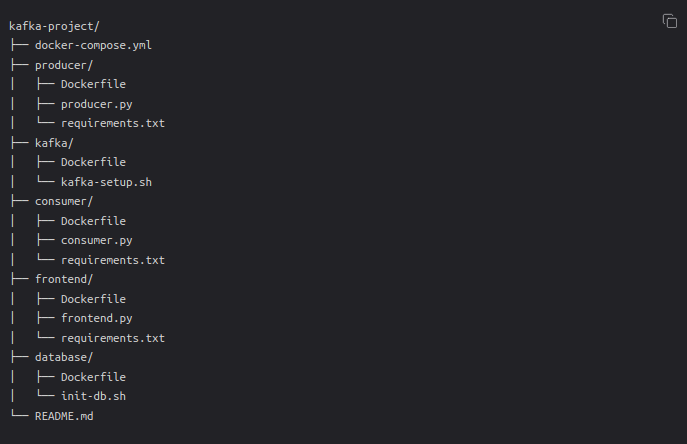 kafka-project/
├── docker-compose.yml
├── producer/
│   ├── Dockerfile
│   ├── producer.py
│   └── requirements.txt
├── kafka/
│   ├── Dockerfile
│   └── kafka-setup.sh
├── consumer/
│   ├── Dockerfile
│   ├── consumer.py
│   └── requirements.txt
├── frontend/
│   ├── Dockerfile
│   ├── frontend.py
│   └── requirements.txt
├── database/
│   ├── Dockerfile
│   └── init-db.sh
└── README.md